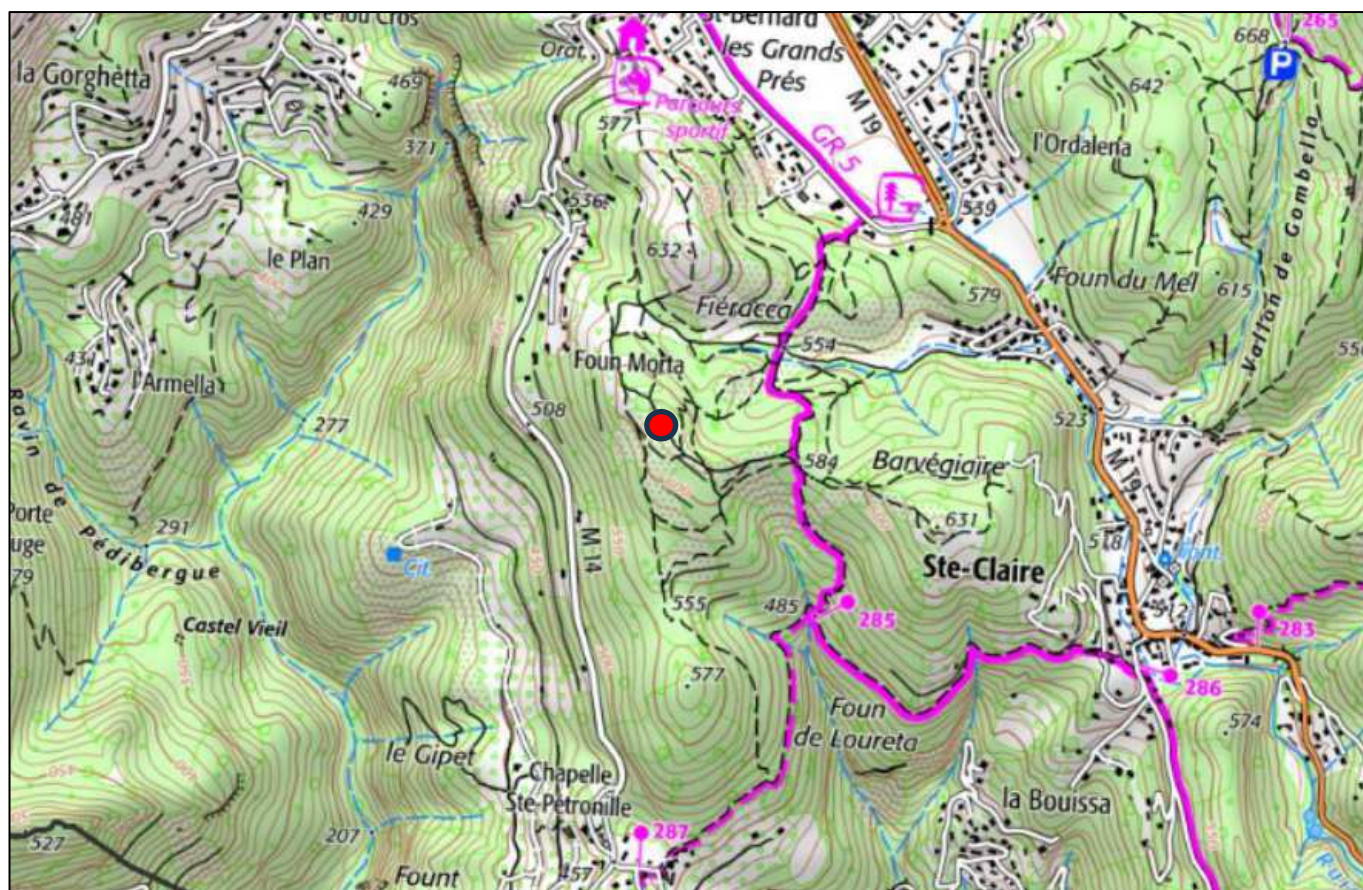 265
St-Bernard
les Grands
Prés
668
P
la Gorghetta
Orat.
469
642
Parcours
sportif
577
M 19
371
GR 5
l'Ordalena
481
429
536
539
le Plan
632
Vallon de Gombella
Foun du Mel
615
579
Fiéracca
554
431
l'Armella
Foun Morta
508
277
523
584
Barvégiaire
M 19
Ravin
de
Pédibergue
291
631
518
Font.
Porte
M 14
Ste-Claire
Cit.
555
485
285
283
Castel Vieil
577
286
Foun
de Loureta
574
le Gipet
Chapelle
Ste-Pétronille
la Bouissa
287
207
527
457
Fount